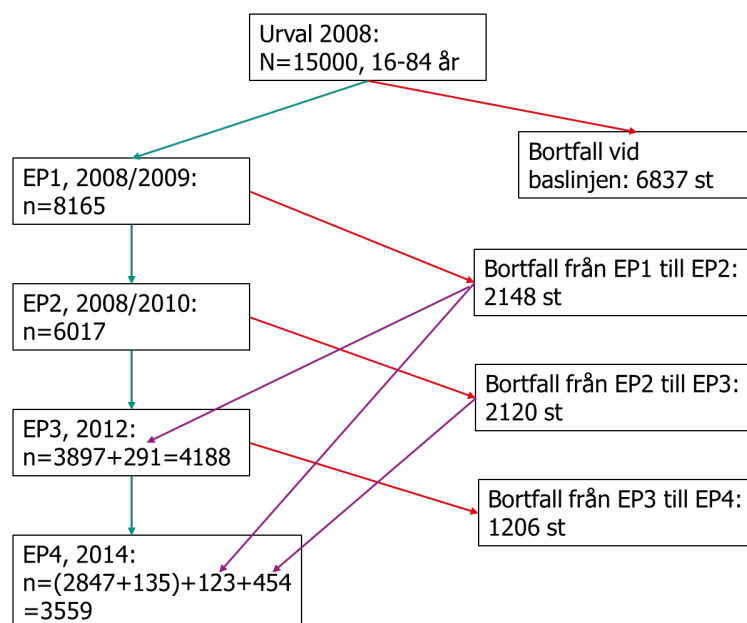 Urval 2008:
N=15000, 16-84 år
Bortfall vid
baslinjen: 6837 st
EP1, 2008/2009:
n=8165
Bortfall från EP1 till EP2:
2148 st
EP2, 2008/2010:
n=6017
Bortfall från EP2 till EP3:
2120 st
EP3, 2012:
n=3897+291=4188
Bortfall från EP3 till EP4:
1206 st
EP4, 2014:
n=(2847+135)+123+454
=3559